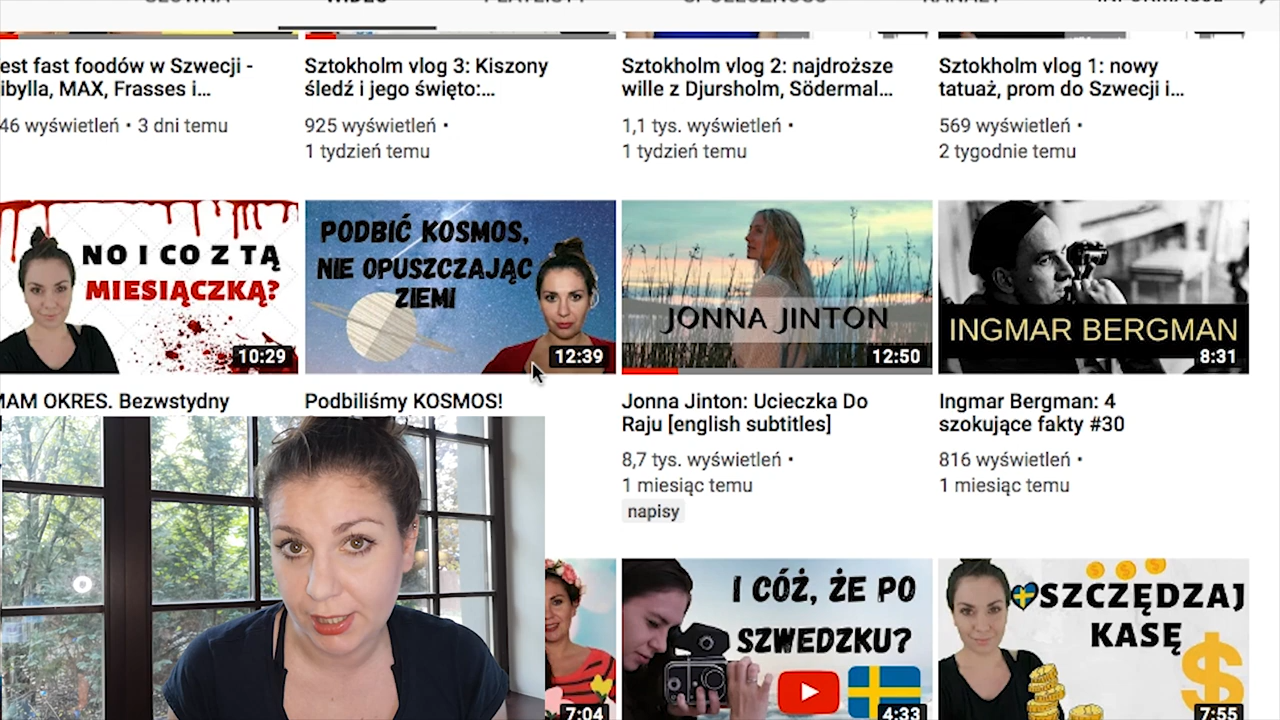 GŁÓWNA WIDEO PLAYLISTY SPOŁECZNOŚĆ KANAŁY INFORMACJE
est fast foodów w Szwecji -
ibylla, MAX, Frasses i...
46 wyświetleń • 3 dni temu
Sztokholm vlog 3: Kiszony
śledź i jego święto:...
925 wyświetleń •
1 tydzień temu
Sztokholm vlog 2: najdroższe
wille z Djursholm, Södermal...
1,1 tys. wyświetleń •
1 tydzień temu
Sztokholm vlog 1: nowy
tatuaż, prom do Szwecji i...
569 wyświetleń •
2 tygodnie temu
NO I CO Z TĄ
MIESIĄCZKĄ?
10:29
PODBIĆ KOSMOS,
NIE OPUSZCZAJĄC
ZIEMI
12:39
JONNA JINTON
12:50
INGMAR BERGMAN
8:31
MAM OKRES. Bezwstydny
Podbiliśmy KOSMOS!
Jonna Jinton: Ucieczka Do
Raju [english subtitles]
8,7 tys. wyświetleń •
1 miesiąc temu
napisy
Ingmar Bergman: 4
szokujące fakty #30
816 wyświetleń •
1 miesiąc temu
7:04
I CÓŻ, ŻE PO
SZWEDZKU?
4:33
OSZCZĘDZAJ
KASĘ
$
7:55